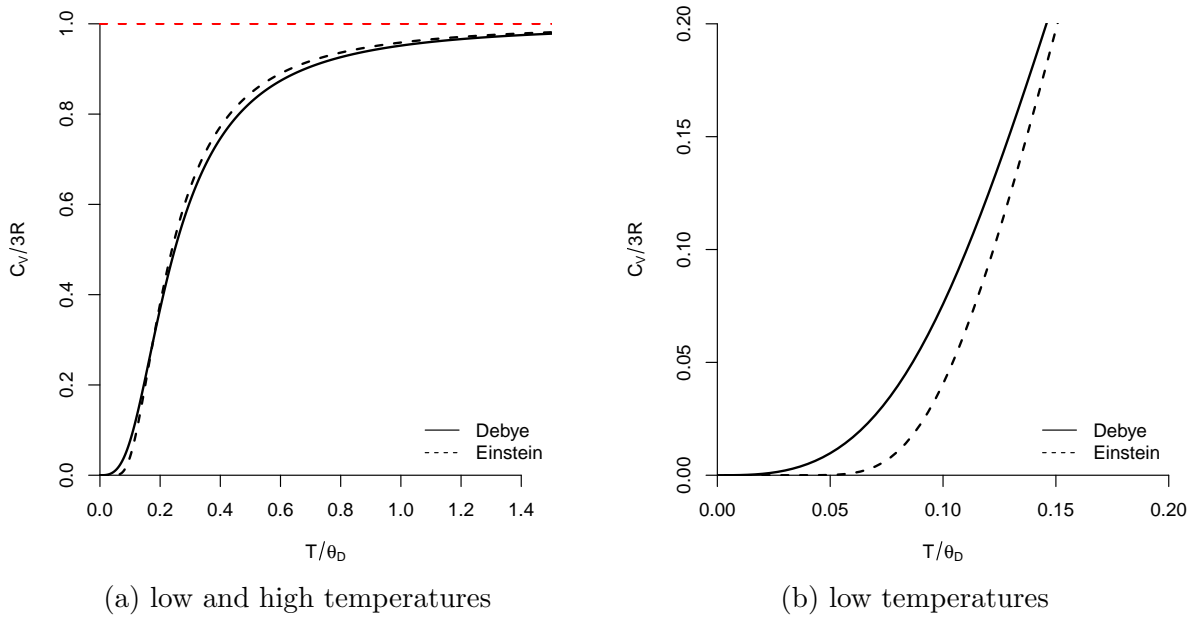 0.0 0.2 0.4 0.6 0.8 1.0
C_V/3R
0.0 0.2 0.4 0.6 0.8 1.0 1.2 1.4
T/θ_D
Debye
Einstein
(a) low and high temperatures
0.00 0.05 0.10 0.15 0.20
C_V/3R
0.00 0.05 0.10 0.15 0.20
T/θ_D
Debye
Einstein
(b) low temperatures